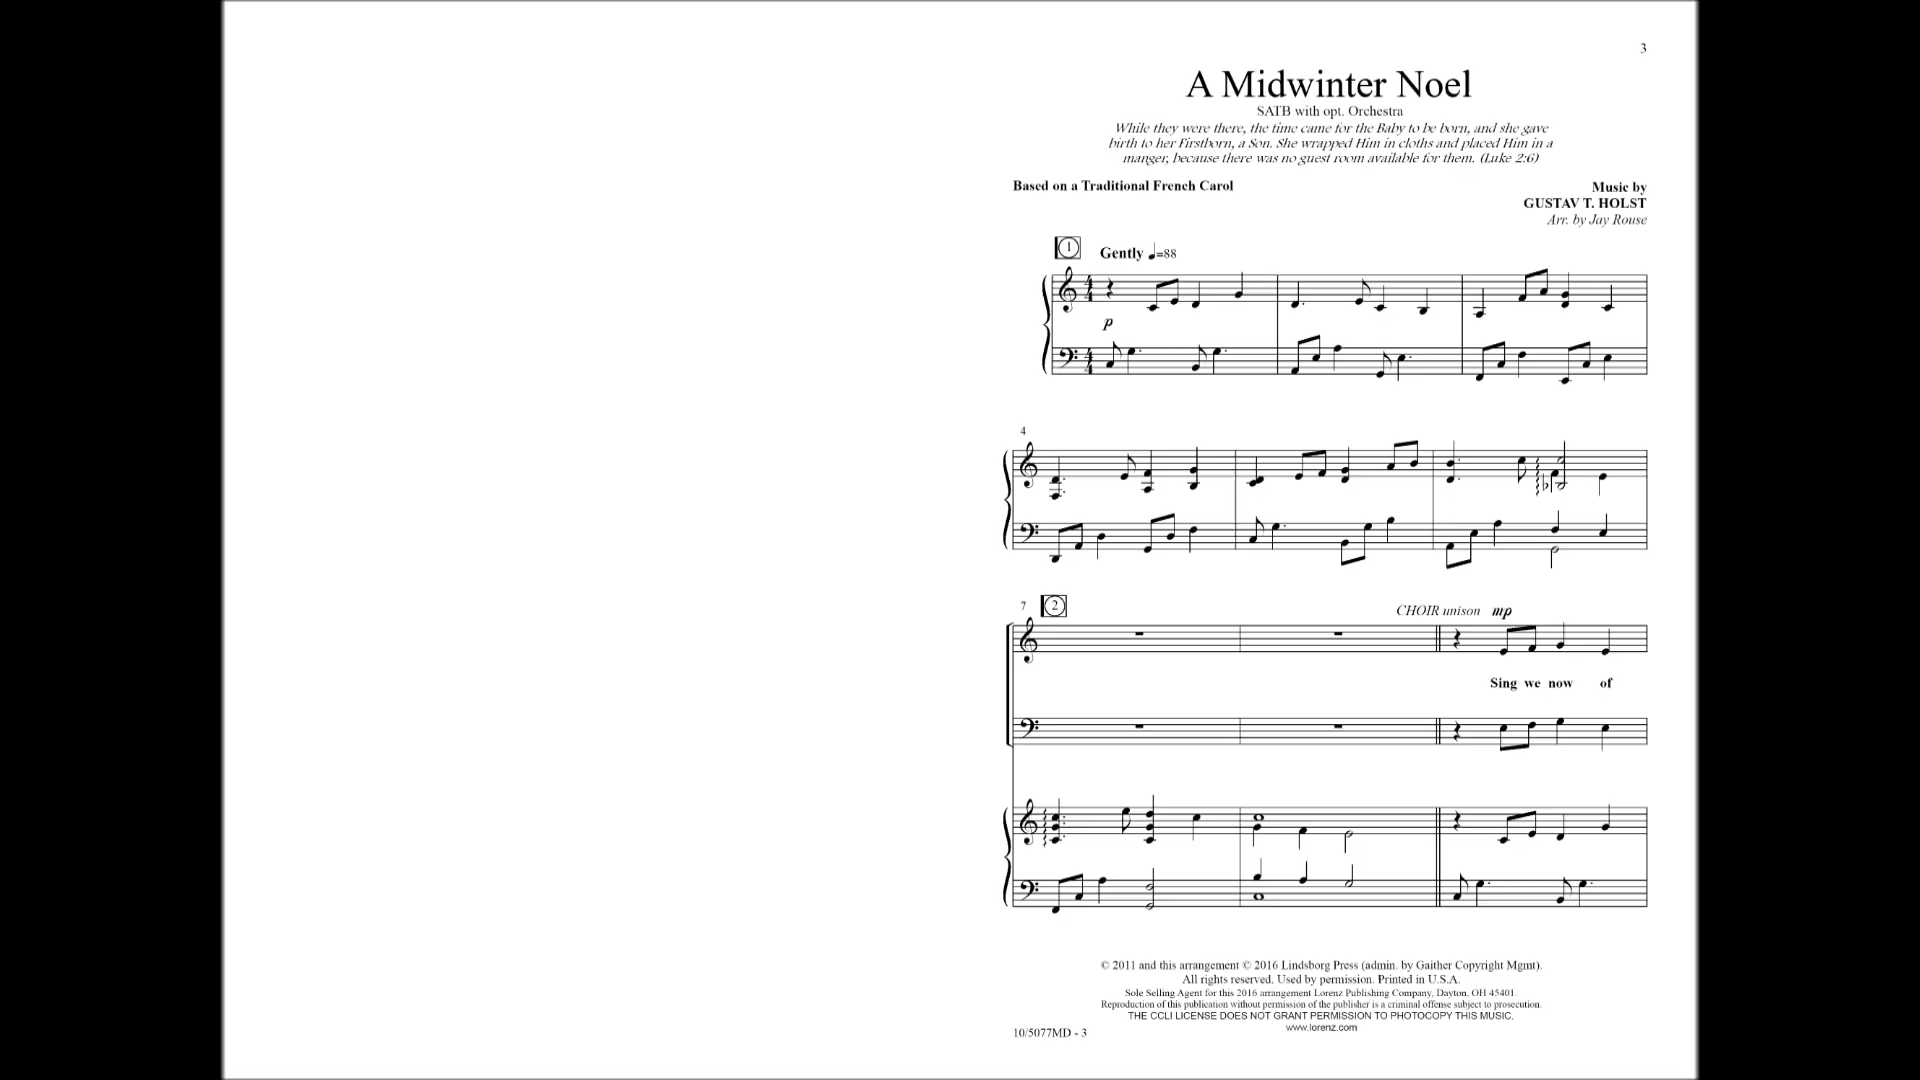 3
A Midwinter Noel
SATB with opt. Orchestra
While they were there, the time came for the Baby to be born, and she gave
birth to her Firstborn, a Son. She wrapped Him in cloths and placed Him in a
manger, because there was no guest room available for them. (Luke 2:6)
Based on a Traditional French Carol
Music by
GUSTAV T. HOLST
Arr. by Jay Rouse
1
Gently ♩=88
p
4
7
2
CHOIR unison mp
Sing we now of
© 2011 and this arrangement © 2016 Lindsborg Press (admin. by Gaither Copyright Mgmt).
All rights reserved. Used by permission. Printed in U.S.A.
Sole Selling Agent for this 2016 arrangement Lorenz Publishing Company, Dayton, OH 45401.
Reproduction of this publication without permission of the publisher is a criminal offense subject to prosecution.
THE CCLI LICENSE DOES NOT GRANT PERMISSION TO PHOTOCOPY THIS MUSIC.
www.lorenz.com
10/5077MD - 3